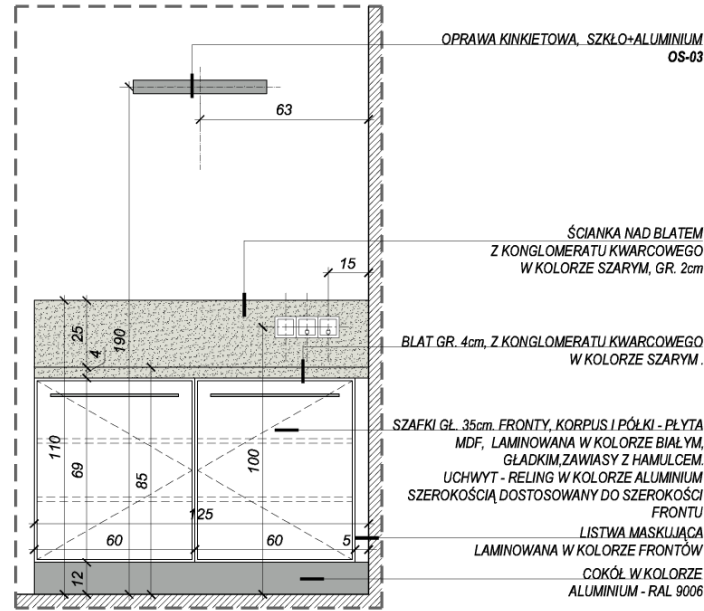 OPRAWA KINKIETOWA, SZKŁO+ALUMINIUM
OS-03
63
ŚCIANKA NAD BLATEM
Z KONGLOMERATU KWARCOWEGO
W KOLORZE SZARYM, GR. 2cm
15
25
4
190
BLAT GR. 4cm, Z KONGLOMERATU KWARCOWEGO
W KOLORZE SZARYM .
SZAFKI GŁ. 35cm. FRONTY, KORPUS I PÓŁKI - PŁYTA
MDF, LAMINOWANA W KOLORZE BIAŁYM,
GŁADKIM,ZAWIASY Z HAMULCEM.
UCHWYT - RELING W KOLORZE ALUMINIUM
SZEROKOŚCIĄ DOSTOSOWANY DO SZEROKOŚCI
FRONTU
110
69
85
100
125
60
60
5
LISTWA MASKUJĄCA
LAMINOWANA W KOLORZE FRONTÓW
12
COKÓŁ W KOLORZE
ALUMINIUM - RAL 9006